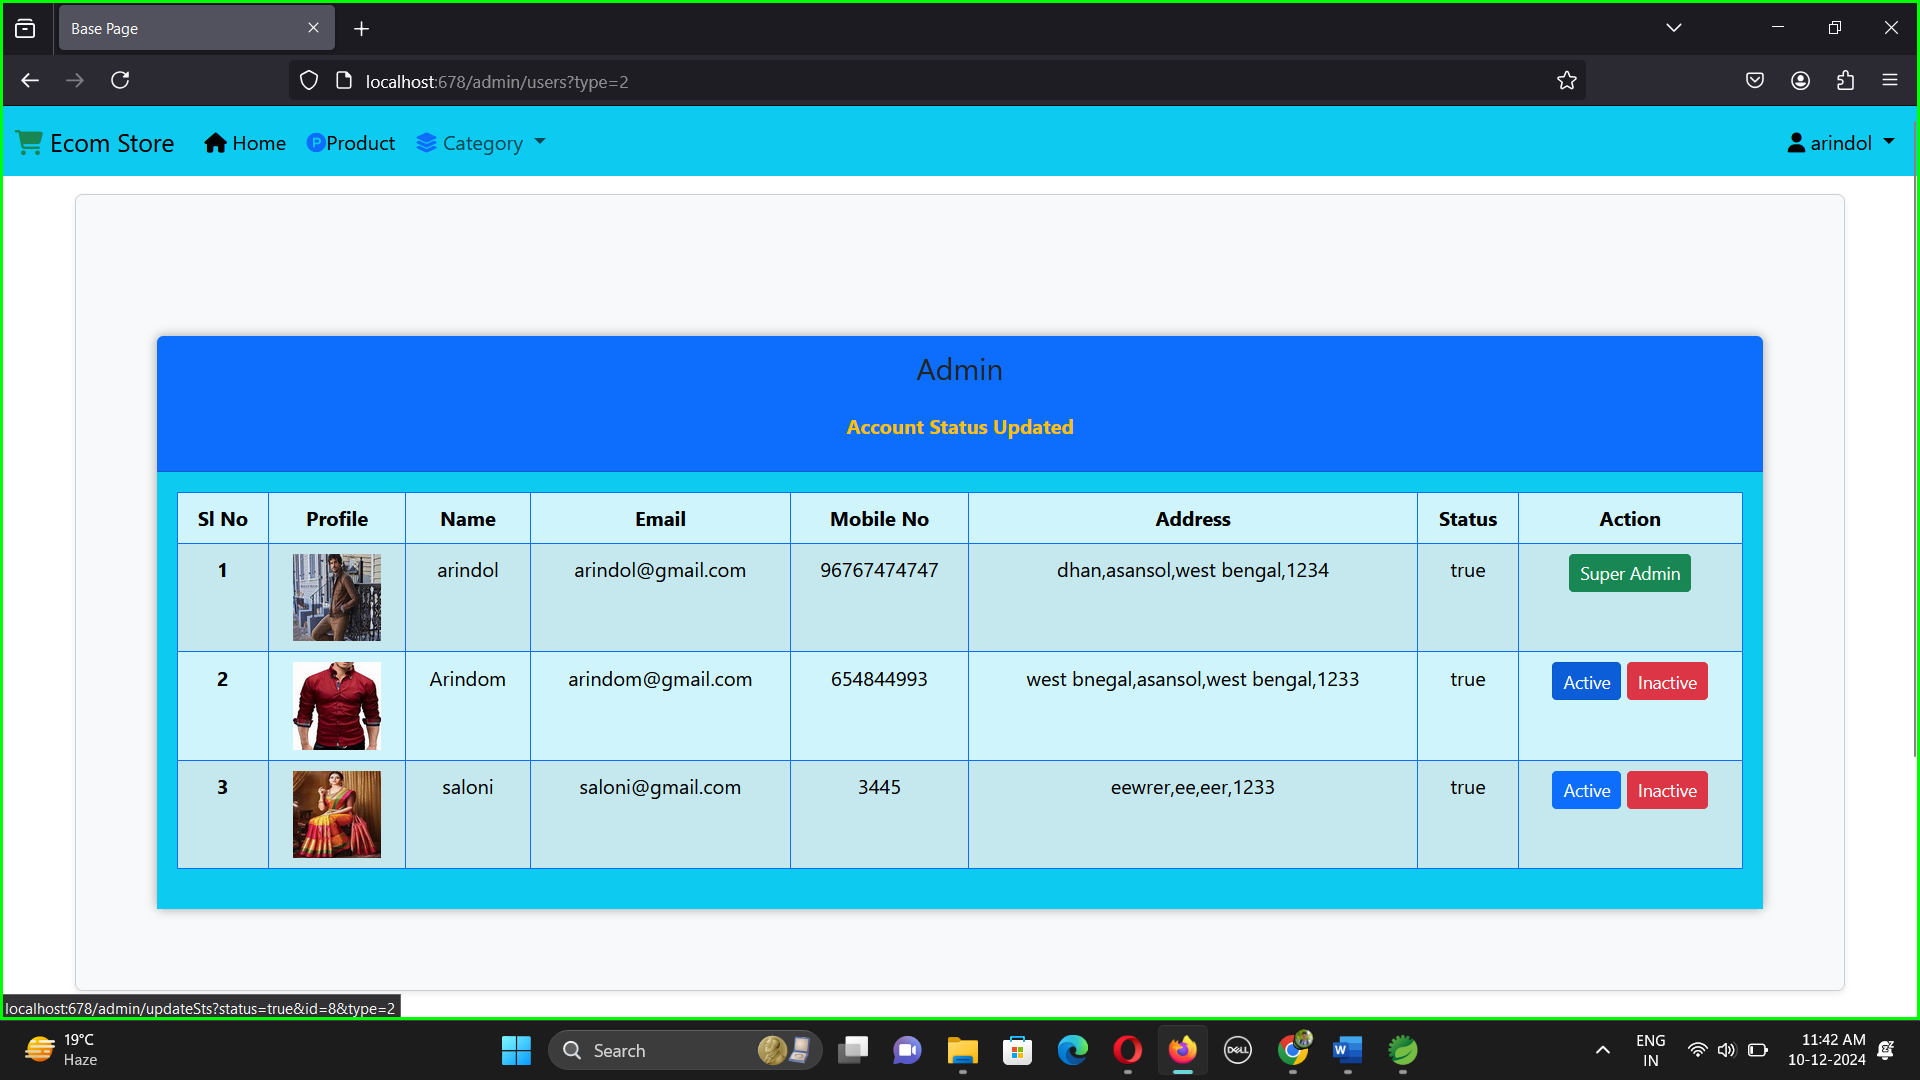 Base Page
localhost:678/admin/users?type=2
Ecom Store Home Product Category arindol
Admin
Account Status Updated
Sl No Profile Name Email Mobile No Address Status Action
1 arindol arindol@gmail.com 96767474747 dhan,asansol,west bengal,1234 true Super Admin
2 Arindom arindom@gmail.com 654844993 west bnegal,asansol,west bengal,1233 true Active Inactive
3 saloni saloni@gmail.com 3445 eewrer,ee,eer,1233 true Active Inactive
localhost:678/admin/updateSts?status=true&id=8&type=2
19°C
Haze
Search
DELL
ENG
IN
11:42 AM
10-12-2024